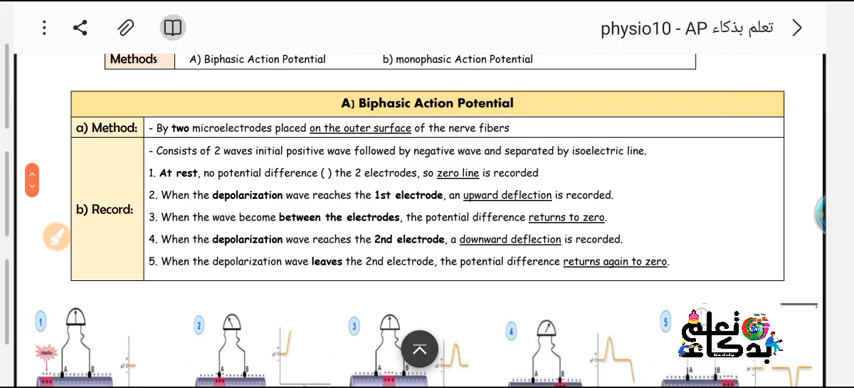 physio10 - AP تعلم بذكاء
Methods A) Biphasic Action Potential b) monophasic Action Potential
A) Biphasic Action Potential
a) Method: - By two microelectrodes placed on the outer surface of the nerve fibers
b) Record: - Consists of 2 waves initial positive wave followed by negative wave and separated by isoelectric line.
1. At rest, no potential difference ( ) the 2 electrodes, so zero line is recorded
2. When the depolarization wave reaches the 1st electrode, an upward deflection is recorded.
3. When the wave become between the electrodes, the potential difference returns to zero.
4. When the depolarization wave reaches the 2nd electrode, a downward deflection is recorded.
5. When the depolarization wave leaves the 2nd electrode, the potential difference returns again to zero.
1 2 3 4 5
A B A B A B A B A B
تعلم
بذكاء